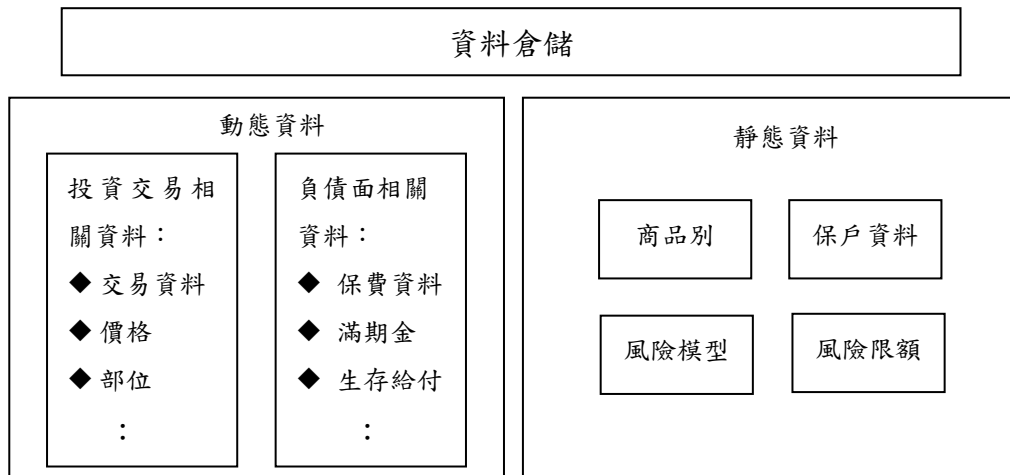 資料倉儲
動態資料
投資交易相
關資料：
◆ 交易資料
◆ 價格
◆ 部位
：
負債面相關
資料：
◆ 保費資料
◆ 滿期金
◆ 生存給付
：
靜態資料
商品別
保戶資料
風險模型
風險限額